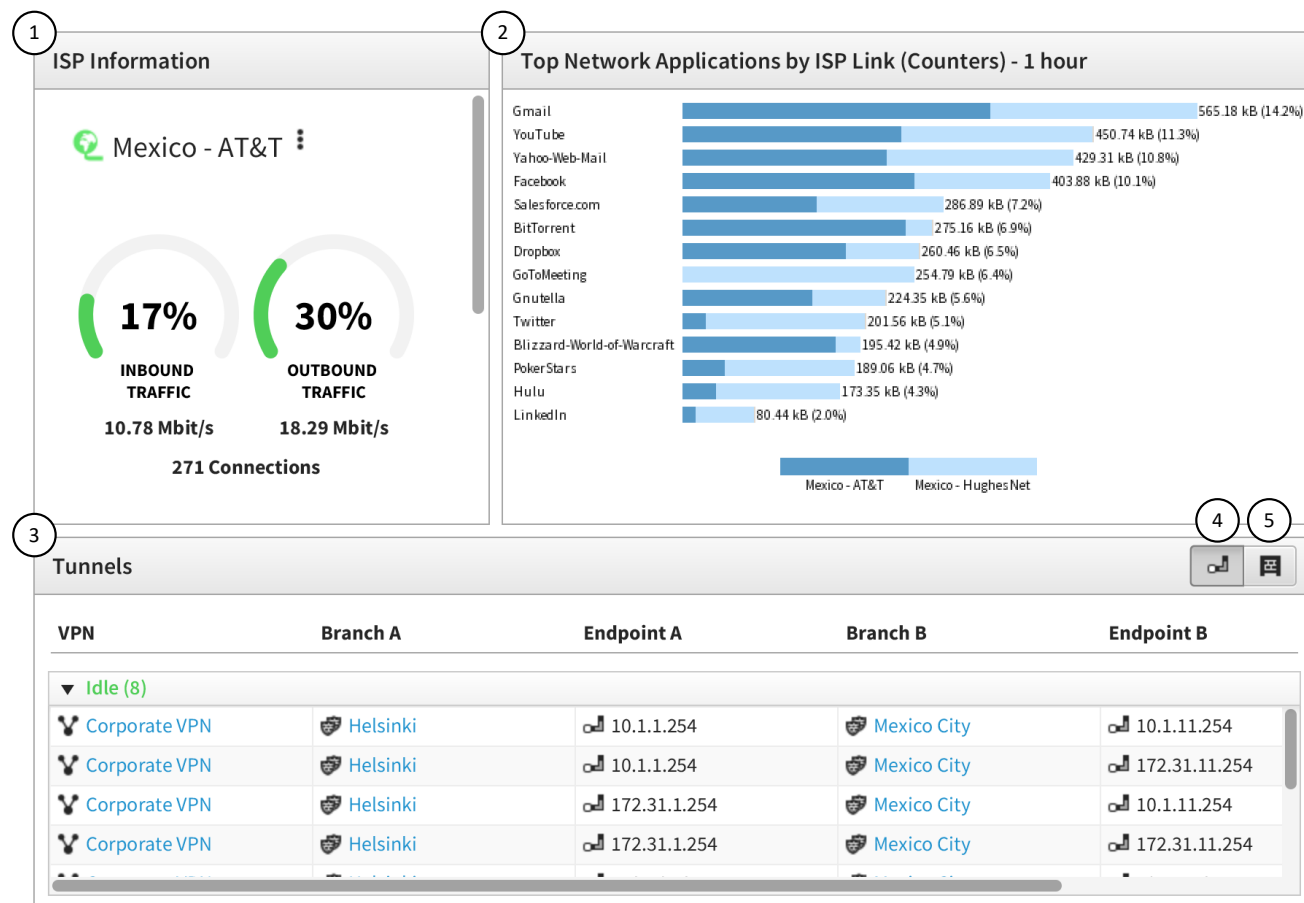 1
2
ISP Information
Top Network Applications by ISP Link (Counters) - 1 hour
Mexico - AT&T
17%
30%
INBOUND
TRAFFIC
OUTBOUND
TRAFFIC
10.78 Mbit/s
18.29 Mbit/s
271 Connections
Gmail 565.18 kB (14.2%)
YouTube 450.74 kB (11.3%)
Yahoo-Web-Mail 429.31 kB (10.8%)
Facebook 403.88 kB (10.1%)
Salesforce.com 286.89 kB (7.2%)
BitTorrent 275.16 kB (6.9%)
Dropbox 260.46 kB (6.5%)
GoToMeeting 254.79 kB (6.4%)
Gnutella 224.35 kB (5.6%)
Twitter 201.56 kB (5.1%)
Blizzard-World-of-Warcraft 195.42 kB (4.9%)
PokerStars 189.06 kB (4.7%)
Hulu 173.35 kB (4.3%)
LinkedIn 80.44 kB (2.0%)
Mexico - AT&T Mexico - HughesNet
3
4
5
Tunnels
VPN Branch A Endpoint A Branch B Endpoint B
Idle (8)
Corporate VPN Helsinki 10.1.1.254 Mexico City 10.1.11.254
Corporate VPN Helsinki 10.1.1.254 Mexico City 172.31.11.254
Corporate VPN Helsinki 172.31.1.254 Mexico City 10.1.11.254
Corporate VPN Helsinki 172.31.1.254 Mexico City 172.31.11.254